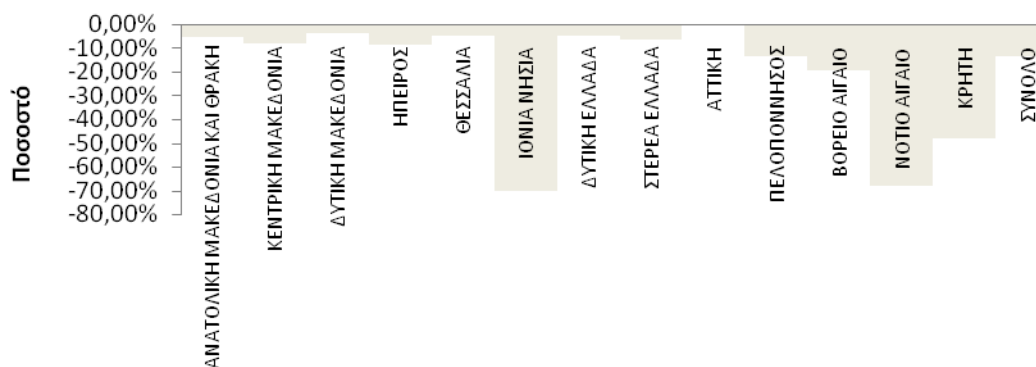 Ποσοστό
0,00%
-10,00%
-20,00%
-30,00%
-40,00%
-50,00%
-60,00%
-70,00%
-80,00%
ΑΝΑΤΟΛΙΚΗ ΜΑΚΕΔΟΝΙΑ ΚΑΙ ΘΡΑΚΗ
ΚΕΝΤΡΙΚΗ ΜΑΚΕΔΟΝΙΑ
ΔΥΤΙΚΗ ΜΑΚΕΔΟΝΙΑ
ΗΠΕΙΡΟΣ
ΘΕΣΣΑΛΙΑ
ΙΟΝΙΑ ΝΗΣΙΑ
ΔΥΤΙΚΗ ΕΛΛΑΔΑ
ΣΤΕΡΕΑ ΕΛΛΑΔΑ
ΑΤΤΙΚΗ
ΠΕΛΟΠΟΝΝΗΣΟΣ
ΒΟΡΕΙΟ ΑΙΓΑΙΟ
ΝΟΤΙΟ ΑΙΓΑΙΟ
ΚΡΗΤΗ
ΣΥΝΟΛΟ